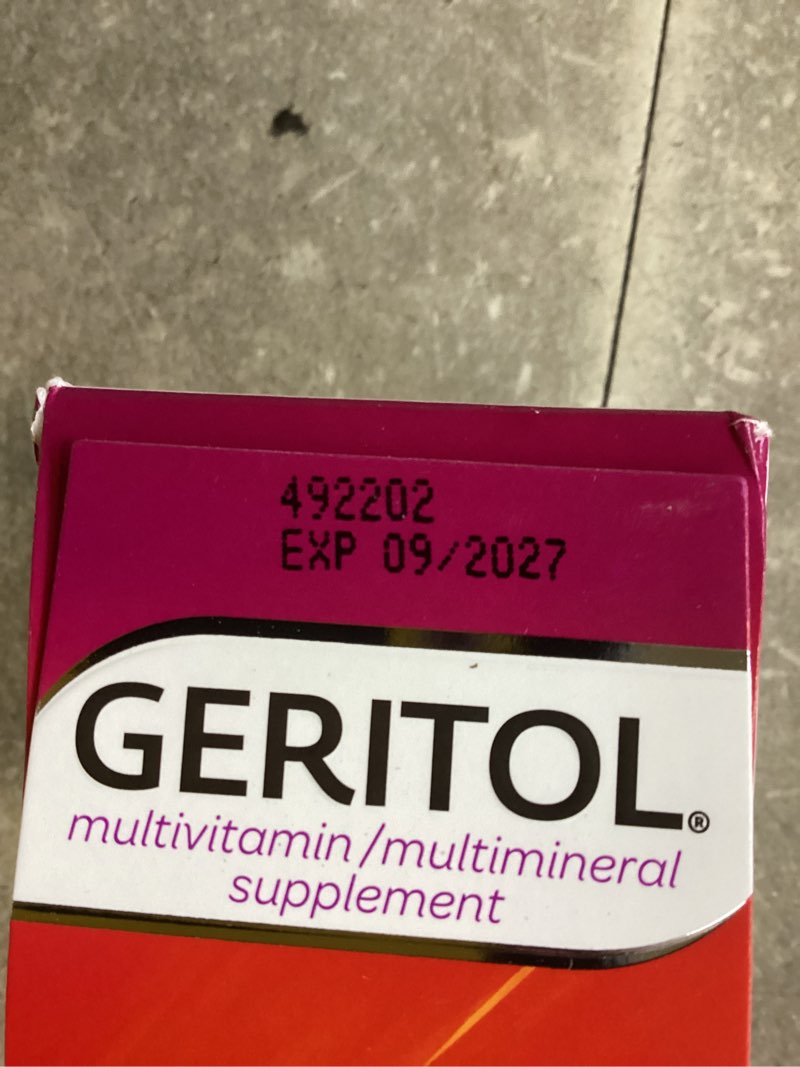 492202
EXP 09/2027
GERITOL®
multivitamin/multimineral
supplement